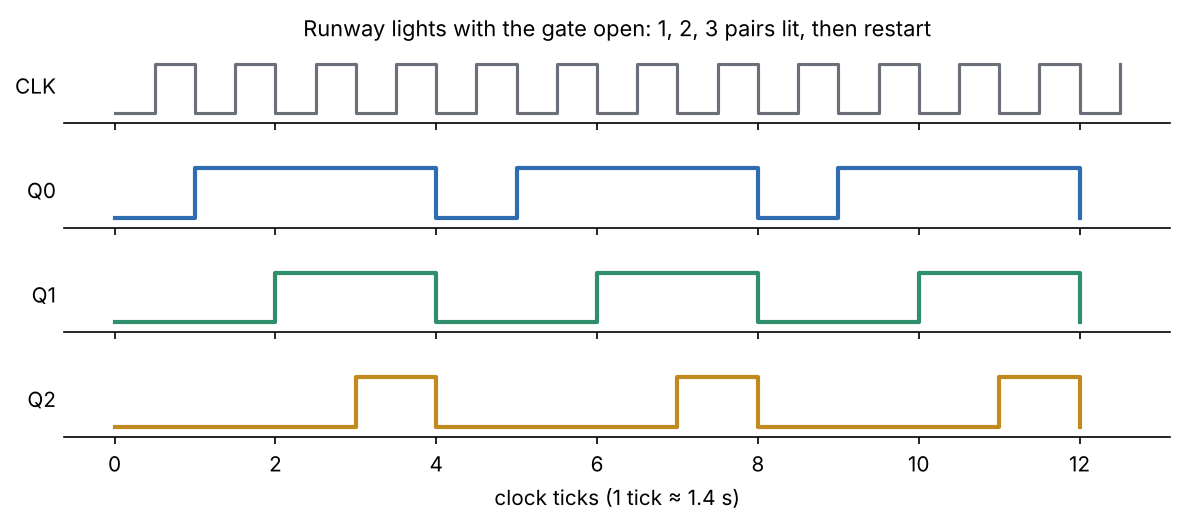 Runway lights with the gate open: 1, 2, 3 pairs lit, then restart
CLK
Q0
Q1
Q2
0 2 4 6 8 10 12
clock ticks (1 tick ≈ 1.4 s)